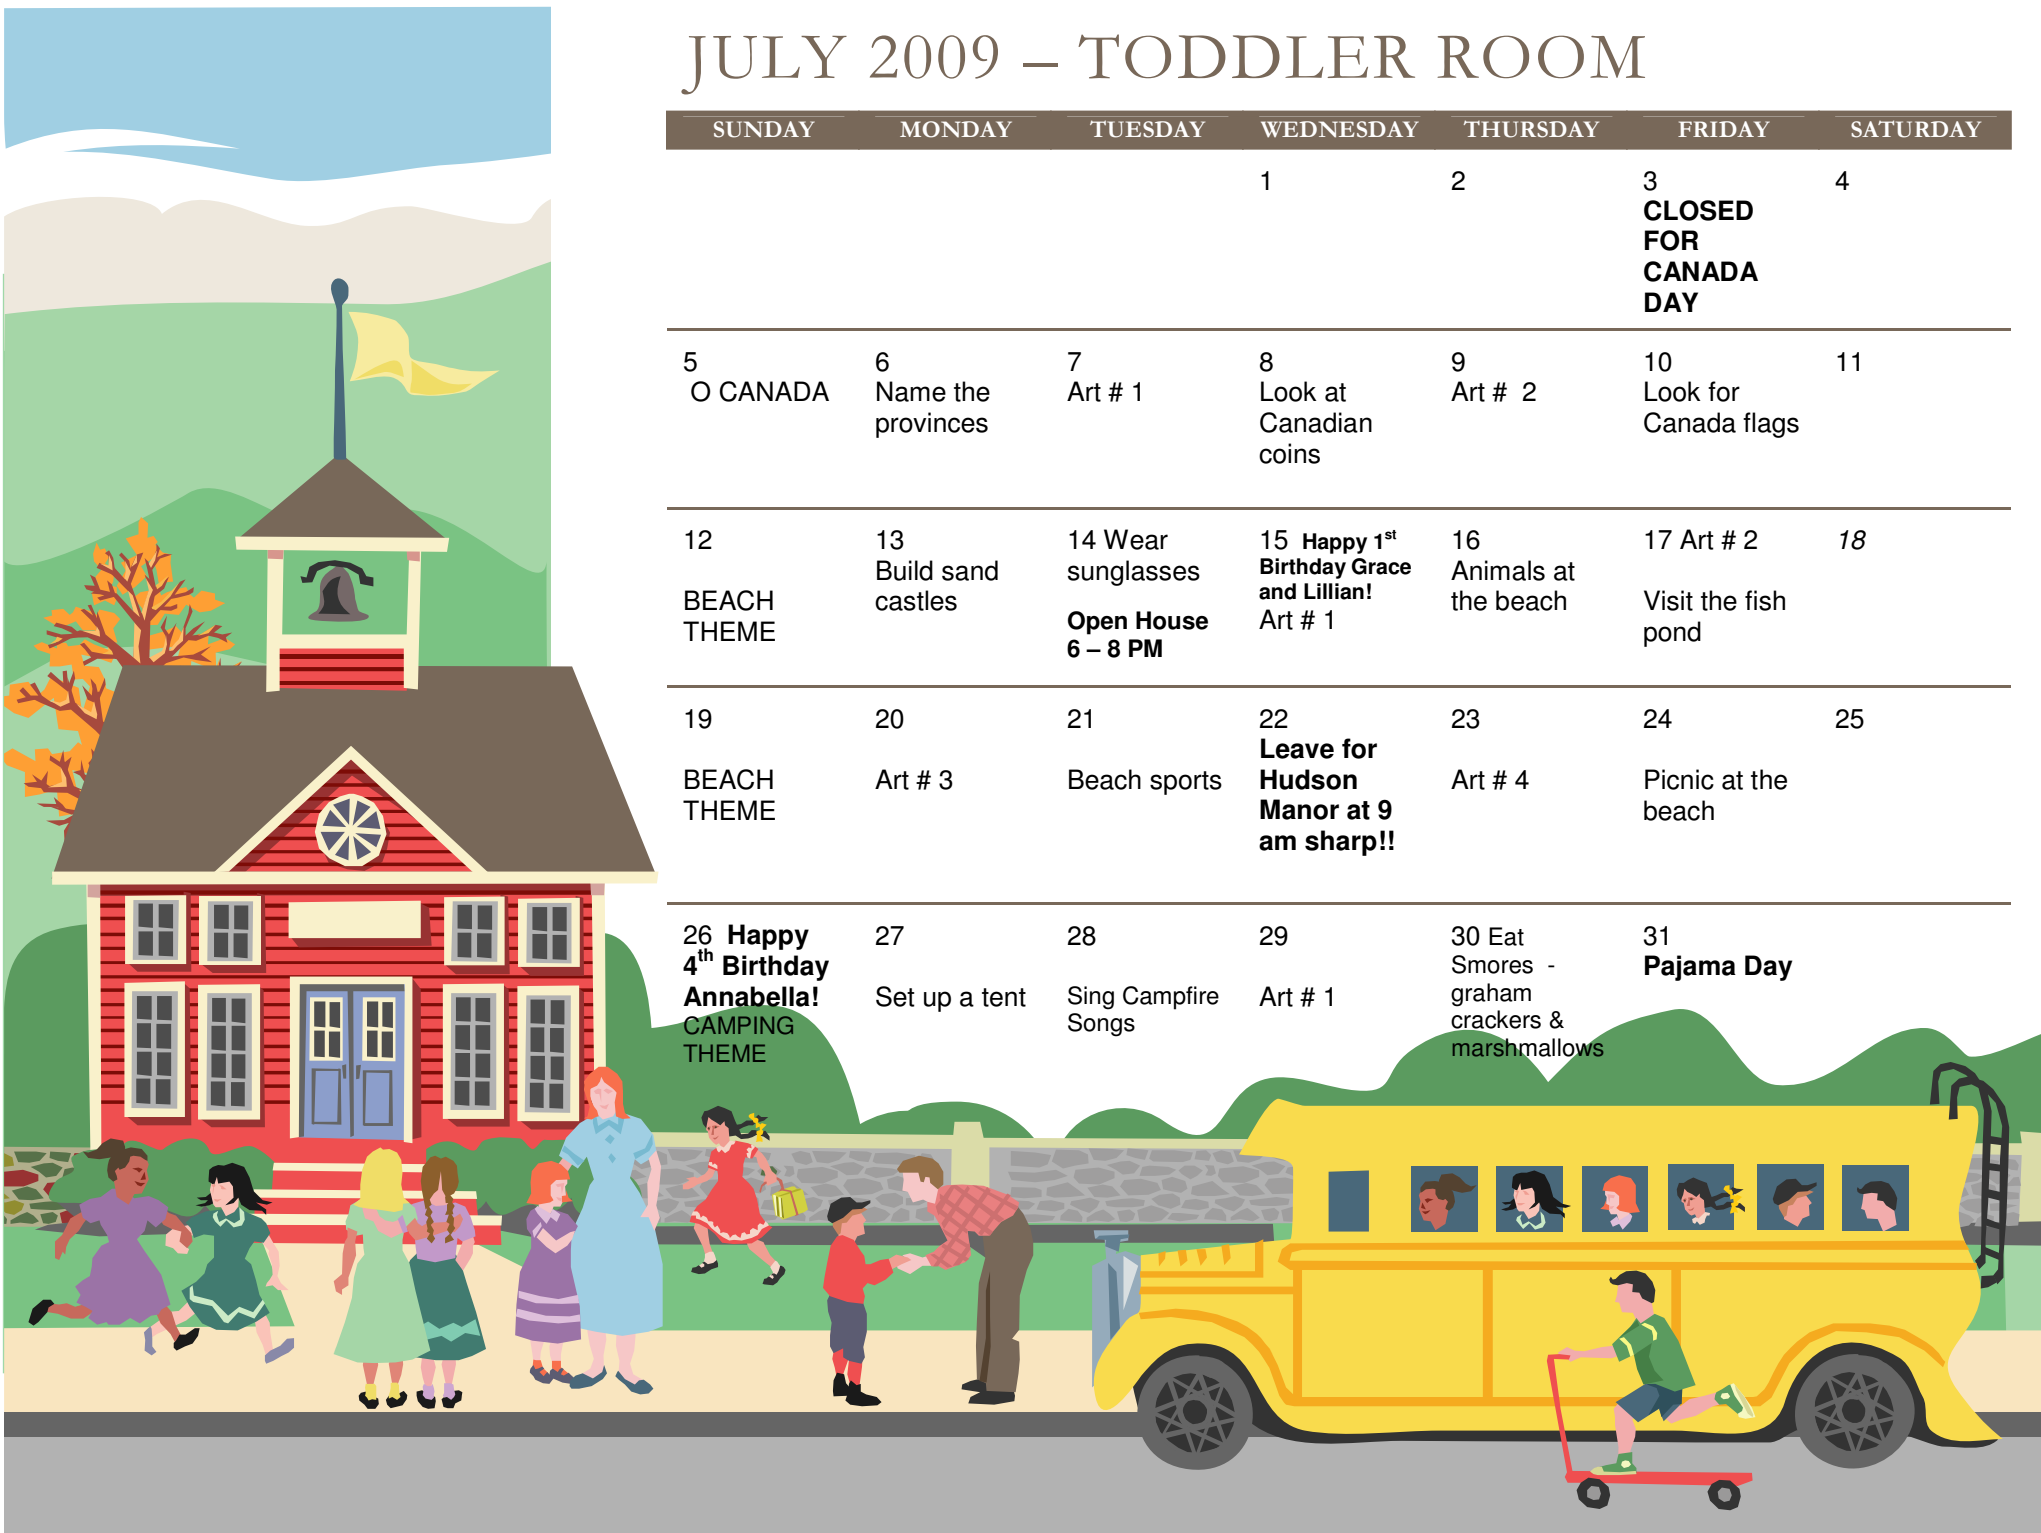 JULY 2009 – TODDLER ROOM
SUNDAY MONDAY TUESDAY WEDNESDAY THURSDAY FRIDAY SATURDAY
1
2
3
CLOSED
FOR
CANADA
DAY
4
5
O CANADA
6
Name the
provinces
7
Art # 1
8
Look at
Canadian
coins
9
Art # 2
10
Look for
Canada flags
11
12
BEACH
THEME
13
Build sand
castles
14 Wear
sunglasses
Open House
6 – 8 PM
15 Happy 1st
Birthday Grace
and Lillian!
Art # 1
16
Animals at
the beach
17 Art # 2
Visit the fish
pond
18
19
BEACH
THEME
20
Art # 3
21
Beach sports
22
Leave for
Hudson
Manor at 9
am sharp!!
23
Art # 4
24
Picnic at the
beach
25
26 Happy
4th Birthday
Annabella!
CAMPING
THEME
27
Set up a tent
28
Sing Campfire
Songs
29
Art # 1
30 Eat
Smores -
graham
crackers &
marshmallows
31
Pajama Day